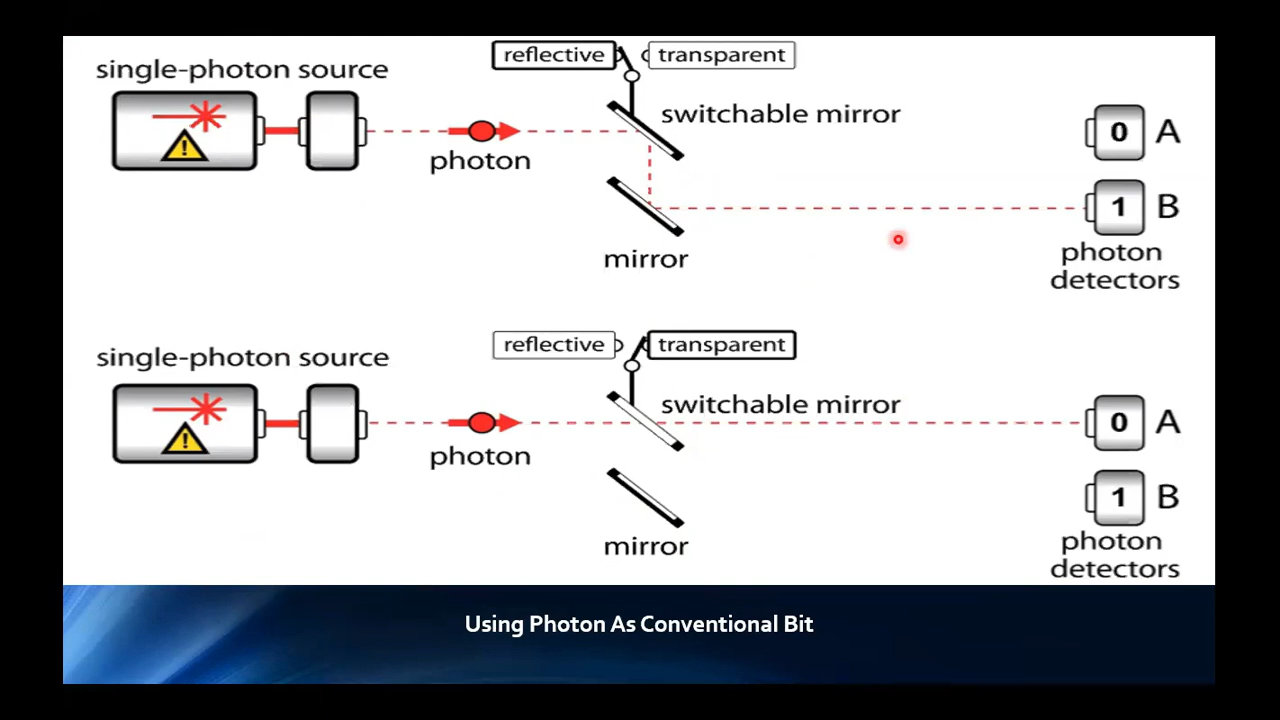 reflective transparent
single-photon source
switchable mirror
0 A
photon
1 B
mirror
photon
detectors
reflective transparent
single-photon source
switchable mirror
0 A
photon
1 B
mirror
photon
detectors
Using Photon As Conventional Bit